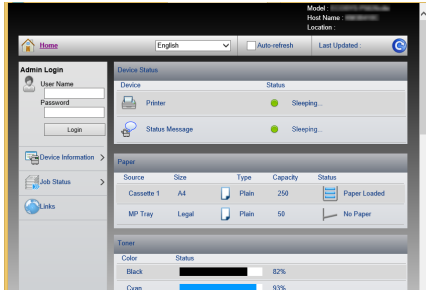 Model :
Host Name :
Location :
Home
English
Auto-refresh
Last Updated :
Admin Login
User Name
Password
Login
Device Information
Job Status
Links
Device Status
Device Status
Printer Sleeping...
Status Message Sleeping...
Paper
Source Size Type Capacity Status
Cassette 1 A4 Plain 250 Paper Loaded
MP Tray Legal Plain 50 No Paper
Toner
Color Status
Black 82%
Cyan 93%